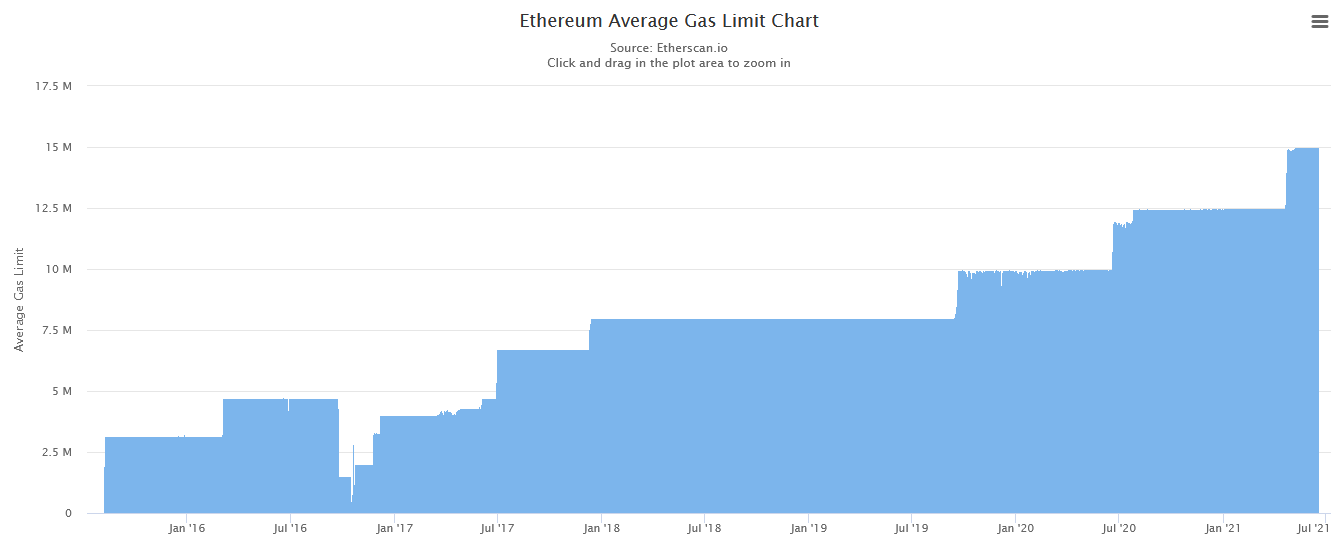 Ethereum Average Gas Limit Chart
Source: Etherscan.io
Click and drag in the plot area to zoom in
17.5 M
15 M
12.5 M
10 M
7.5 M
5 M
2.5 M
0
Average Gas Limit
Jan '16
Jul '16
Jan '17
Jul '17
Jan '18
Jul '18
Jan '19
Jul '19
Jan '20
Jul '20
Jan '21
Jul '21